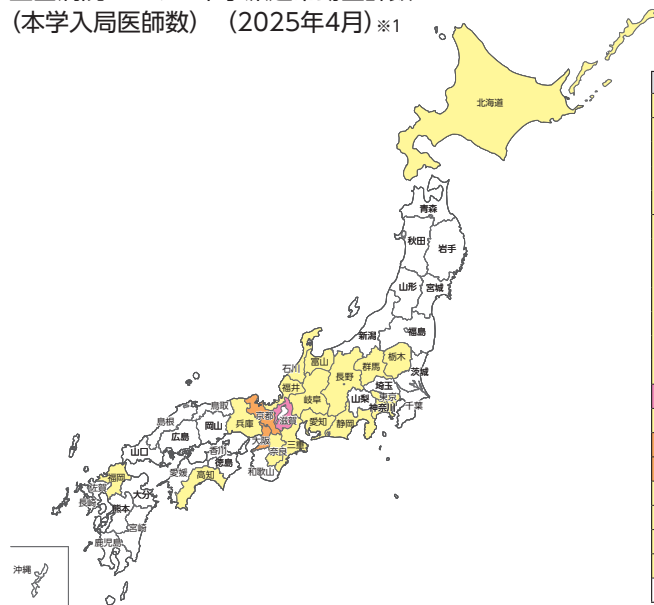 (本学入局医師数) (2025年4月)※1
北海道
青森
秋田
岩手
山形
宮城
新潟
福島
石川
富山
栃木
群馬
長野
茨城
福井
埼玉
岐阜
山梨
東京
鳥取
京都
神奈川
千葉
島根
兵庫
滋賀
愛知
静岡
岡山
広島
大阪
三重
山口
香川
奈良
徳島
和歌山
福岡
愛媛
高知
佐賀
大分
長崎
熊本
宮崎
鹿児島
沖縄